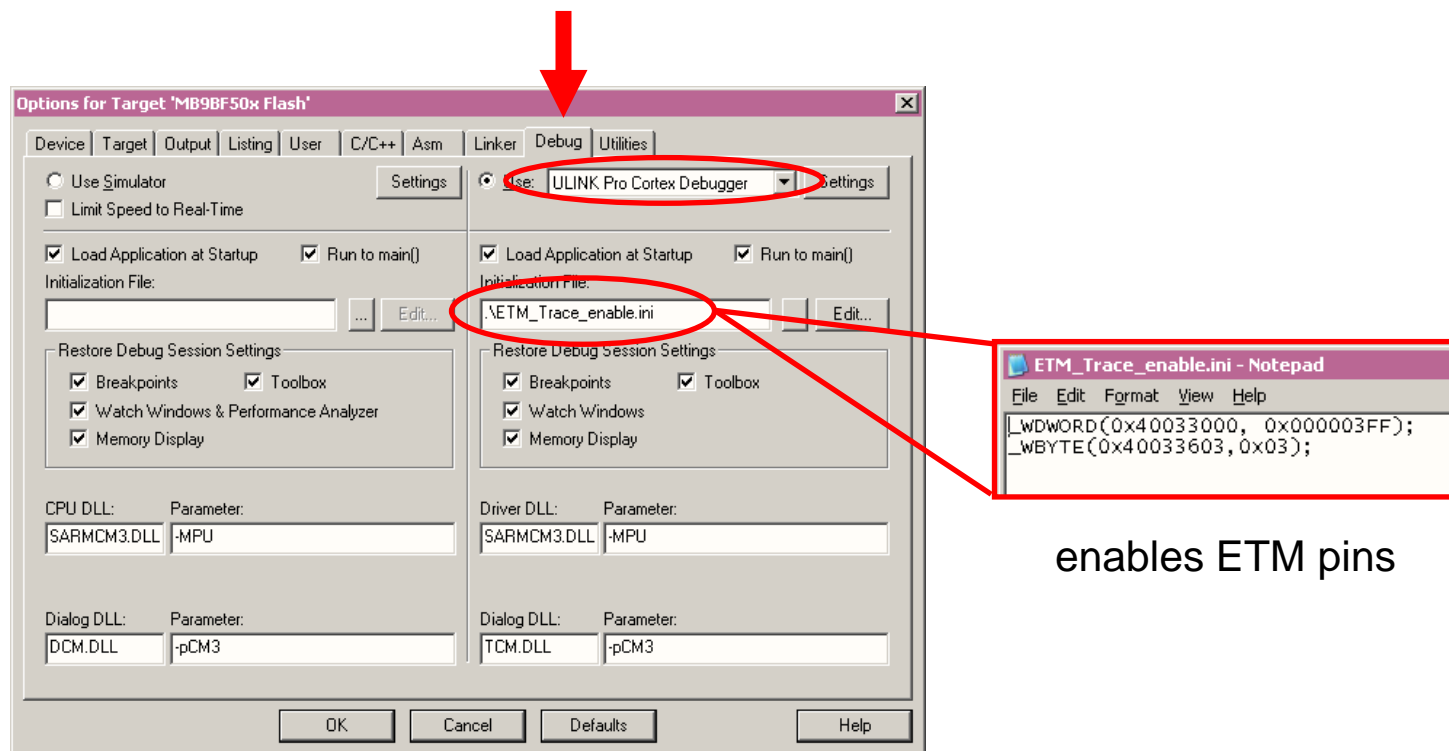 Options for Target 'MB9BF50x Flash'
Device Target Output Listing User C/C++ Asm Linker Debug Utilities
Use Simulator Settings Use: ULINK Pro Cortex Debugger Settings
Limit Speed to Real-Time
Load Application at Startup Run to main() Load Application at Startup Run to main()
Initialization File: Initialization File:
... Edit... .\ETM_Trace_enable.ini Edit...
Restore Debug Session Settings Restore Debug Session Settings
Breakpoints Toolbox Breakpoints Toolbox
Watch Windows & Performance Analyzer Watch Windows
Memory Display Memory Display
CPU DLL: Parameter: Driver DLL: Parameter:
SARMCM3.DLL -MPU SARMCM3.DLL -MPU
Dialog DLL: Parameter: Dialog DLL: Parameter:
DCM.DLL -pCM3 TCM.DLL -pCM3
OK Cancel Defaults Help
ETM_Trace_enable.ini - Notepad
File Edit Format View Help
_WDWORD(0x40033000, 0x000003FF);
_WBYTE(0x40033603,0x03);
enables ETM pins